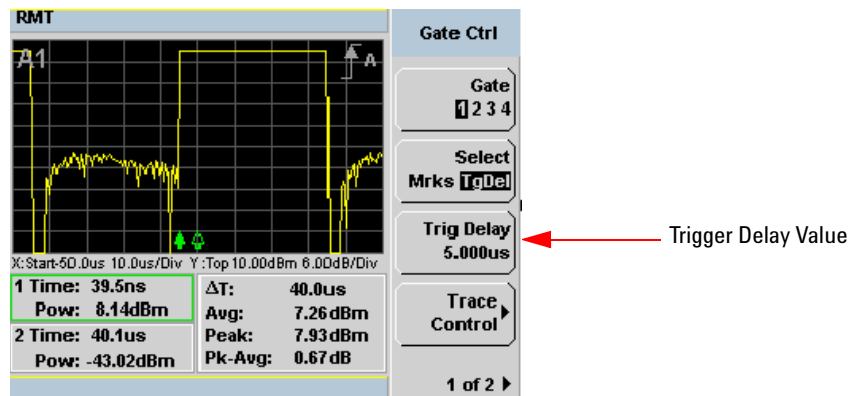 RMT
A1
A
X:Start-50.0us 10.0us/Div Y:Top 10.00dBm 6.00dB/Div
1 Time: 39.5ns
Pow: 8.14dBm
2 Time: 40.1us
Pow: -43.02dBm
ΔT: 40.0us
Avg: 7.26dBm
Peak: 7.93dBm
Pk-Avg: 0.67dB
Gate Ctrl
Gate
1 2 3 4
Select
Mrks TgDel
Trig Delay
5.000us
Trace
Control
1 of 2
Trigger Delay Value